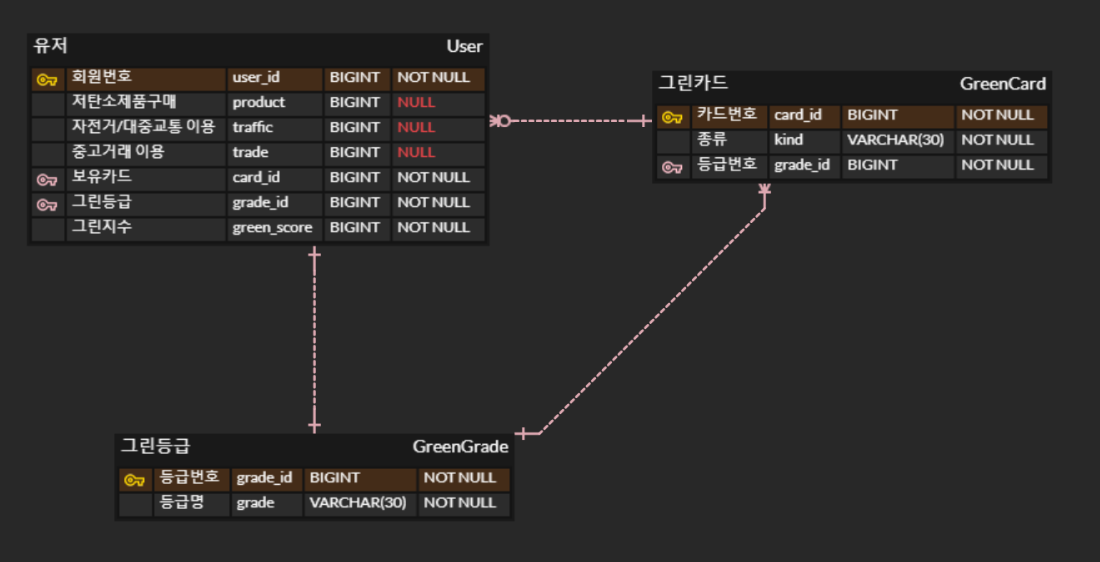 유저 User
회원번호 user_id BIGINT NOT NULL
저탄소제품구매 product BIGINT NULL
자전거/대중교통 이용 traffic BIGINT NULL
중고거래 이용 trade BIGINT NULL
보유카드 card_id BIGINT NOT NULL
그린등급 grade_id BIGINT NOT NULL
그린지수 green_score BIGINT NOT NULL
그린카드 GreenCard
카드번호 card_id BIGINT NOT NULL
종류 kind VARCHAR(30) NOT NULL
등급번호 grade_id BIGINT NOT NULL
그린등급 GreenGrade
등급번호 grade_id BIGINT NOT NULL
등급명 grade VARCHAR(30) NOT NULL